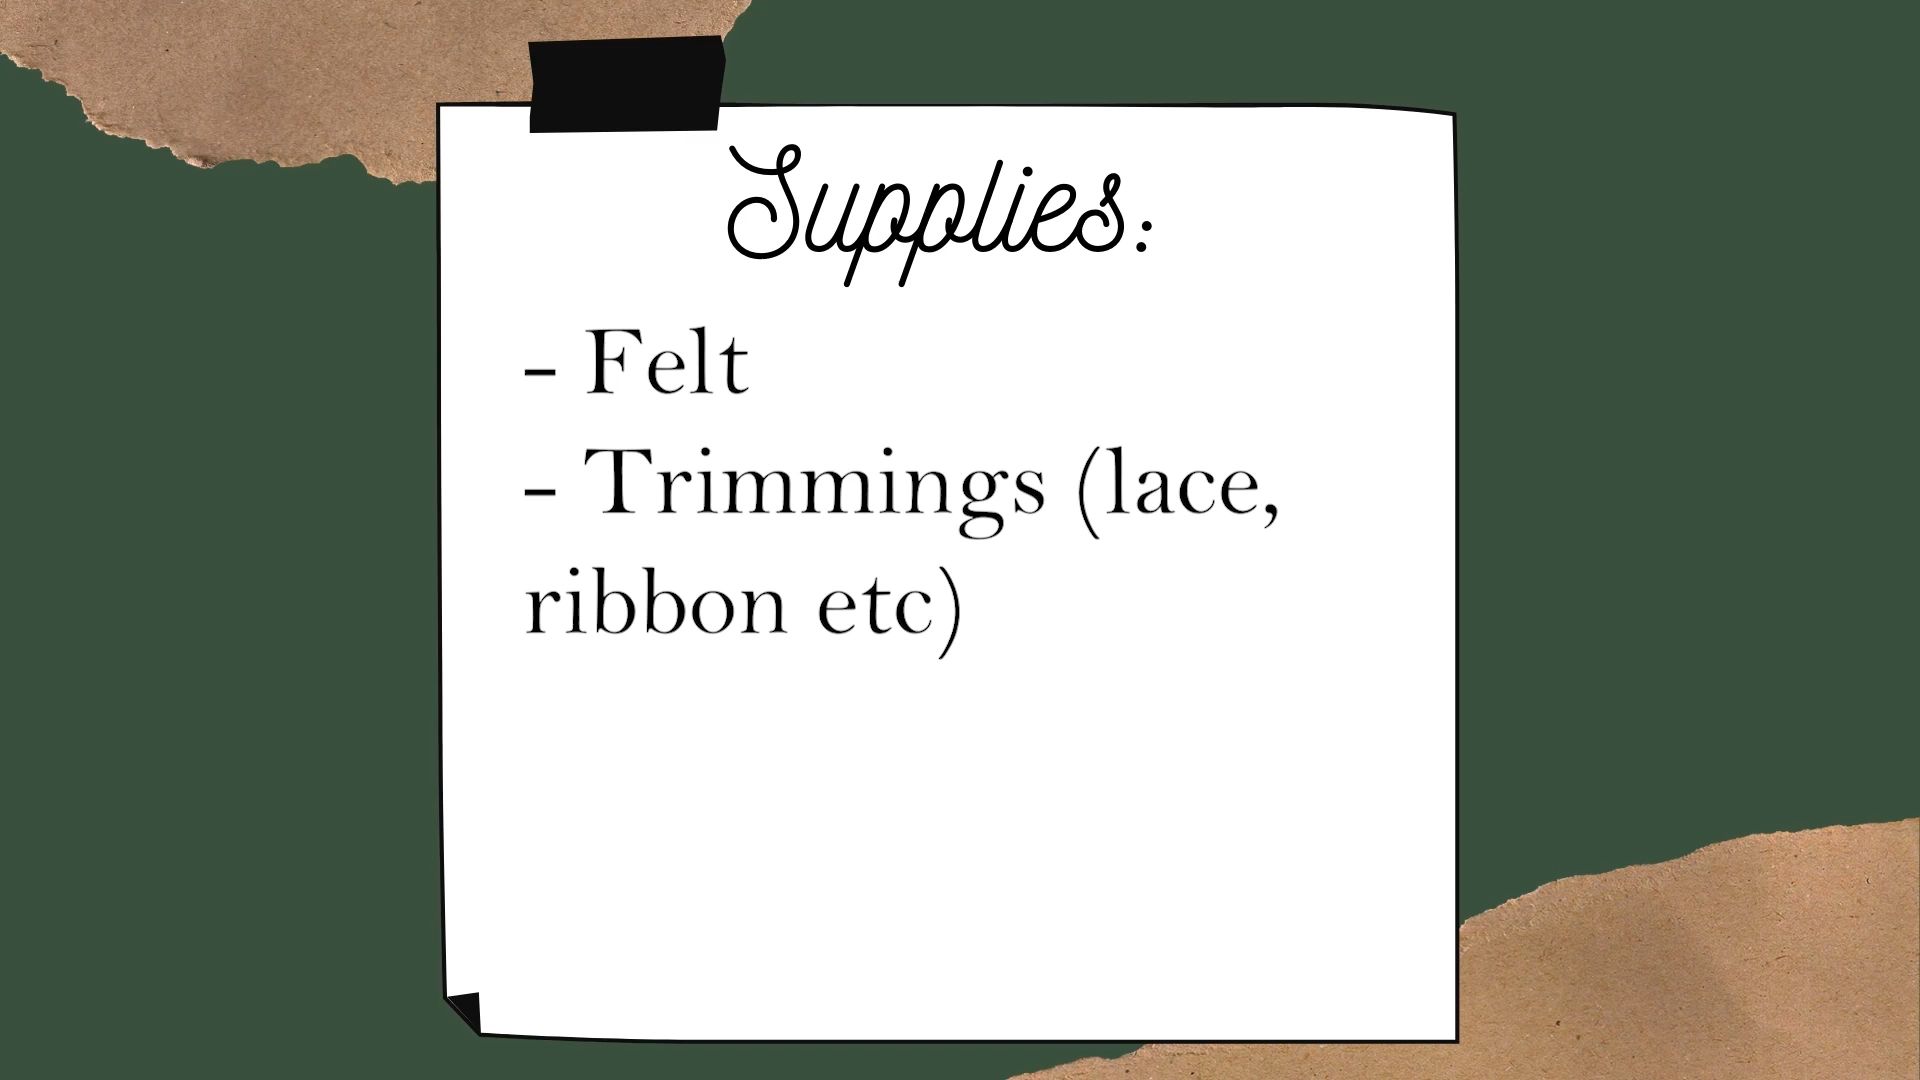 Supplies:
- Felt
- Trimmings (lace,
ribbon etc)